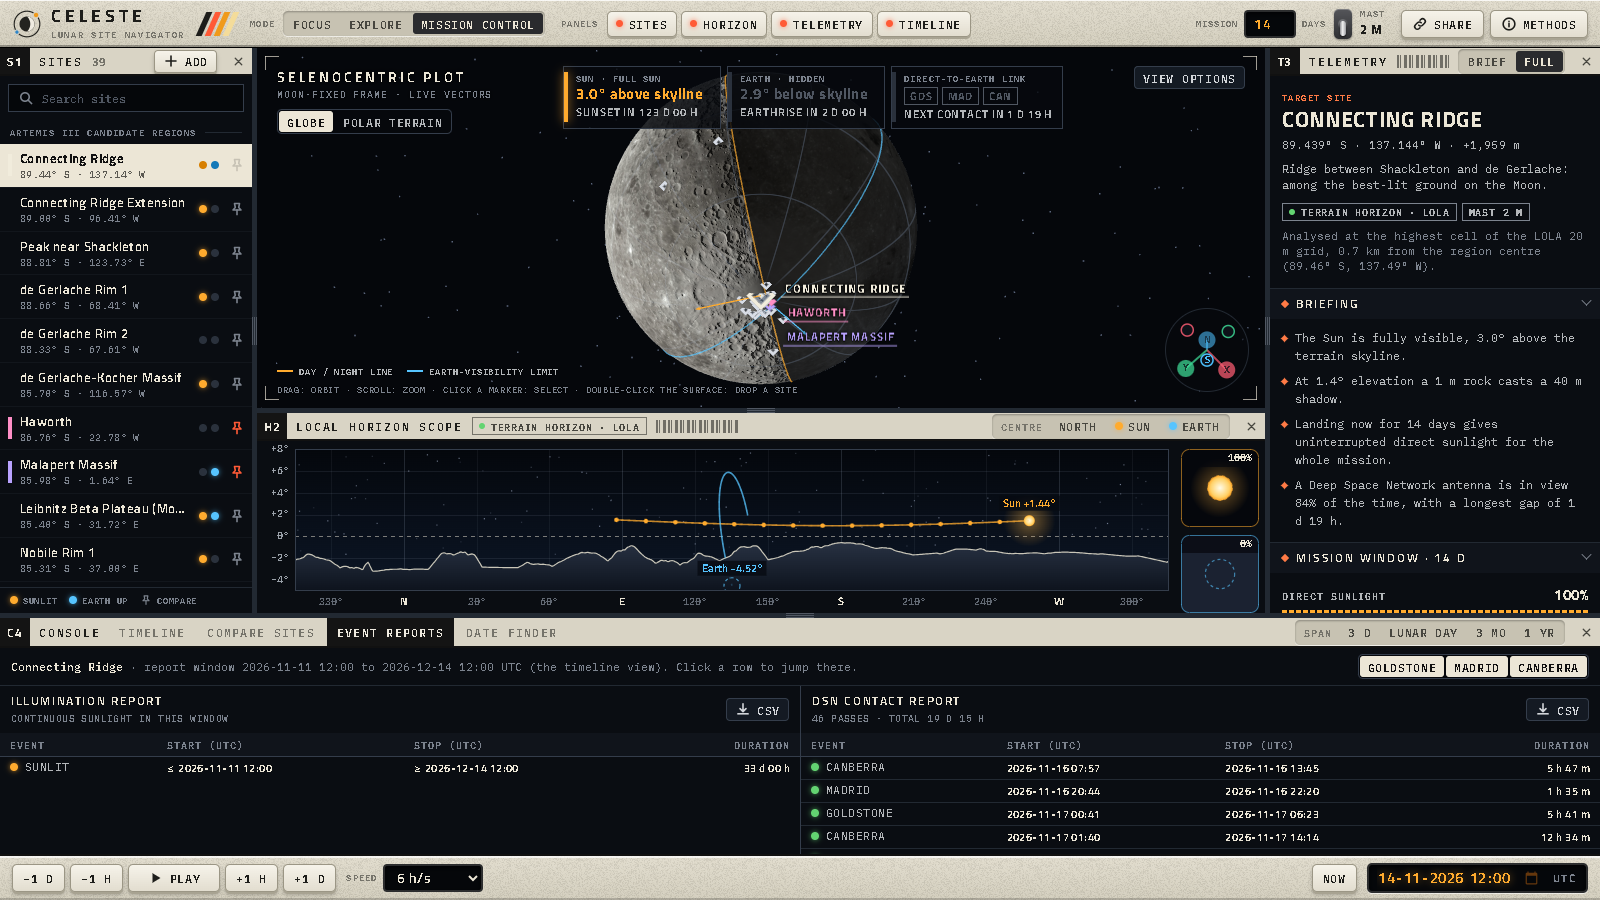 CELESTE
LUNAR SITE NAVIGATOR
MODE FOCUS EXPLORE MISSION CONTROL
PANELS SITES HORIZON TELEMETRY TIMELINE
MISSION 14 DAYS
MAST 2 M
SHARE METHODS
S1 SITES 39 + ADD ×
Search sites
ARTEMIS III CANDIDATE REGIONS
Connecting Ridge
89.44° S · 137.14° W
Connecting Ridge Extension
89.00° S · 96.41° W
Peak near Shackleton
88.81° S · 123.73° E
de Gerlache Rim 1
88.66° S · 68.41° W
de Gerlache Rim 2
88.33° S · 67.61° W
de Gerlache-Kocher Massif
85.78° S · 116.57° W
Haworth
86.76° S · 22.78° W
Malapert Massif
85.98° S · 1.64° E
Leibnitz Beta Plateau (Mo...
85.40° S · 31.72° E
Nobile Rim 1
85.31° S · 37.00° E
SUNLIT EARTH UP COMPARE
SELENOCENTRIC PLOT
MOON-FIXED FRAME · LIVE VECTORS
GLOBE POLAR TERRAIN
SUN · FULL SUN
3.0° above skyline
SUNSET IN 123 D 00 H
EARTH · HIDDEN
2.9° below skyline
EARTHRISE IN 2 D 00 H
DIRECT-TO-EARTH LINK
GDS MAD CAN
NEXT CONTACT IN 1 D 19 H
VIEW OPTIONS
CONNECTING RIDGE
HAWORTH
MALAPERT MASSIF
N
S
Y
X
DAY / NIGHT LINE EARTH-VISIBILITY LIMIT
DRAG: ORBIT · SCROLL: ZOOM · CLICK A MARKER: SELECT · DOUBLE-CLICK THE SURFACE: DROP A SITE
H2 LOCAL HORIZON SCOPE TERRAIN HORIZON · LOLA
CENTRE NORTH SUN EARTH ×
+8°
+6°
+4°
+2°
0°
−2°
−4°
Sun +1.44°
Earth −4.52°
330° N 30° 60° E 120° 150° S 210° 240° W 300°
100%
0%
T3 TELEMETRY BRIEF FULL ×
TARGET SITE
CONNECTING RIDGE
89.439° S · 137.144° W · +1,959 m
Ridge between Shackleton and de Gerlache:
among the best-lit ground on the Moon.
TERRAIN HORIZON · LOLA MAST 2 M
Analysed at the highest cell of the LOLA 20
m grid, 0.7 km from the region centre
(89.46° S, 137.49° W).
BRIEFING
The Sun is fully visible, 3.0° above the
terrain skyline.
At 1.4° elevation a 1 m rock casts a 40 m
shadow.
Landing now for 14 days gives
uninterrupted direct sunlight for the
whole mission.
A Deep Space Network antenna is in view
84% of the time, with a longest gap of 1
d 19 h.
MISSION WINDOW · 14 D
DIRECT SUNLIGHT 100%
C4 CONSOLE TIMELINE COMPARE SITES EVENT REPORTS DATE FINDER
SPAN 3 D LUNAR DAY 3 MO 1 YR ×
Connecting Ridge · report window 2026-11-11 12:00 to 2026-12-14 12:00 UTC (the timeline view). Click a row to jump there.
GOLDSTONE MADRID CANBERRA
ILLUMINATION REPORT
CONTINUOUS SUNLIGHT IN THIS WINDOW
CSV
EVENT START (UTC) STOP (UTC) DURATION
SUNLIT ≤ 2026-11-11 12:00 ≥ 2026-12-14 12:00 33 d 00 h
DSN CONTACT REPORT
46 PASSES · TOTAL 19 D 15 H
CSV
EVENT START (UTC) STOP (UTC) DURATION
CANBERRA 2026-11-16 07:57 2026-11-16 13:45 5 h 47 m
MADRID 2026-11-16 20:44 2026-11-16 22:20 1 h 35 m
GOLDSTONE 2026-11-17 00:41 2026-11-17 06:23 5 h 41 m
CANBERRA 2026-11-17 01:40 2026-11-17 14:14 12 h 34 m
−1 D −1 H PLAY +1 H +1 D SPEED 6 h/s
NOW 14-11-2026 12:00 UTC